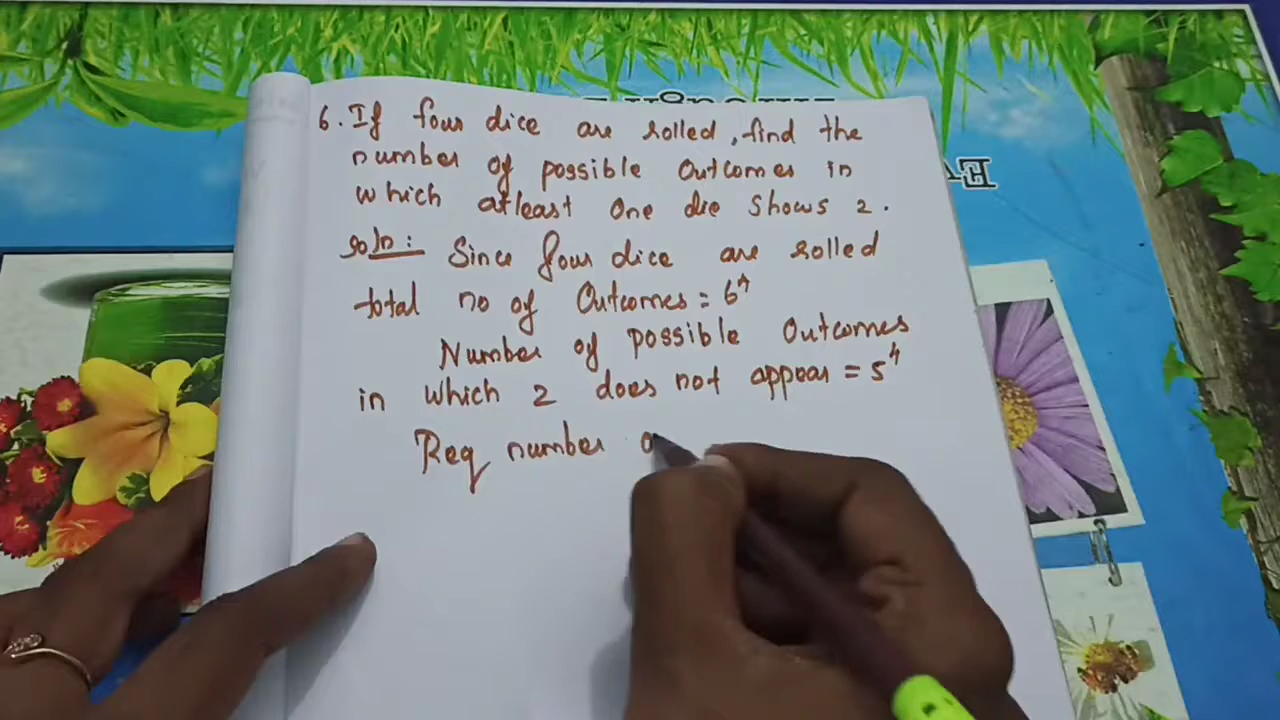 6. If four dice are rolled, find the
number of possible Outcomes in
which atleast one die shows 2.
soln: Since four dice are rolled
total no of Outcomes = 6⁴
Number of possible Outcomes
in which 2 does not appear = 5⁴
Req number o